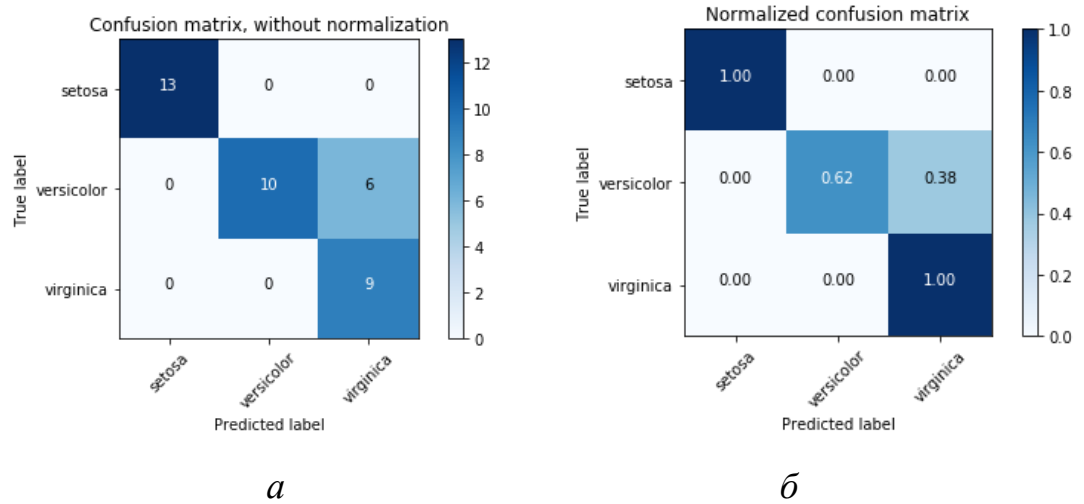 Confusion matrix, without normalization
setosa 13 0 0
versicolor 0 10 6
virginica 0 0 9
True label
setosa versicolor virginica
Predicted label
12
10
8
6
4
2
0
а
Normalized confusion matrix
setosa 1.00 0.00 0.00
versicolor 0.00 0.62 0.38
virginica 0.00 0.00 1.00
True label
setosa versicolor virginica
Predicted label
1.0
0.8
0.6
0.4
0.2
0.0
б